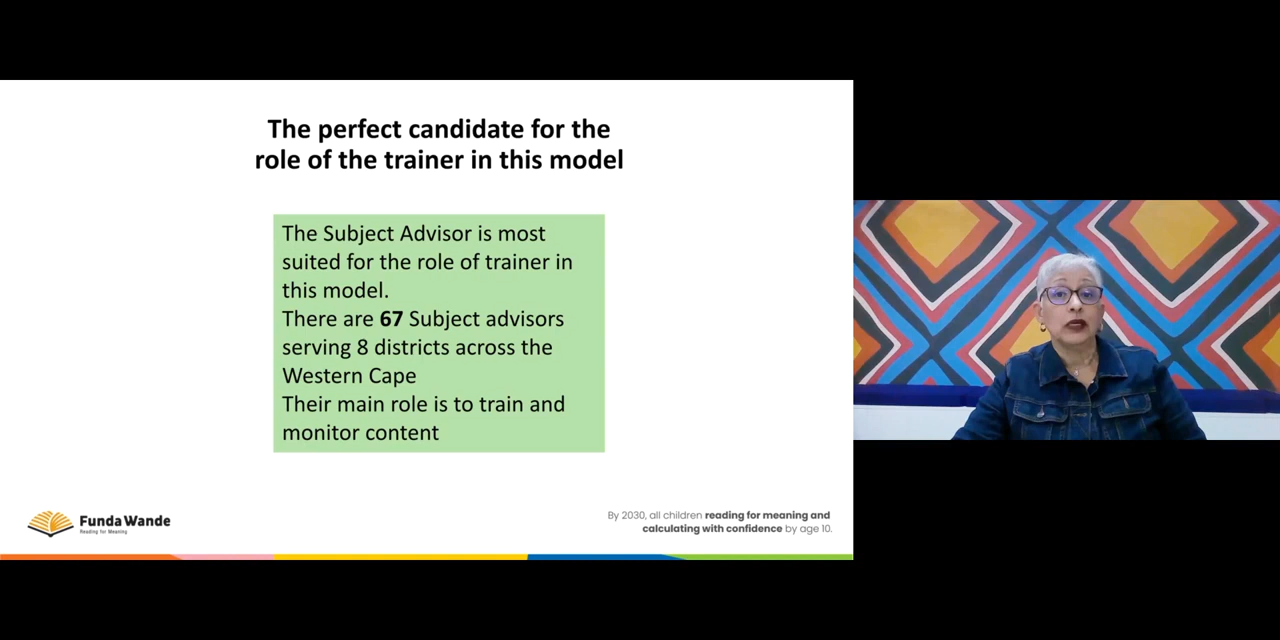 The perfect candidate for the
role of the trainer in this model
The Subject Advisor is most
suited for the role of trainer in
this model.
There are 67 Subject advisors
serving 8 districts across the
Western Cape
Their main role is to train and
monitor content
Funda Wande
Reading for Meaning
By 2030, all children reading for meaning and
calculating with confidence by age 10.